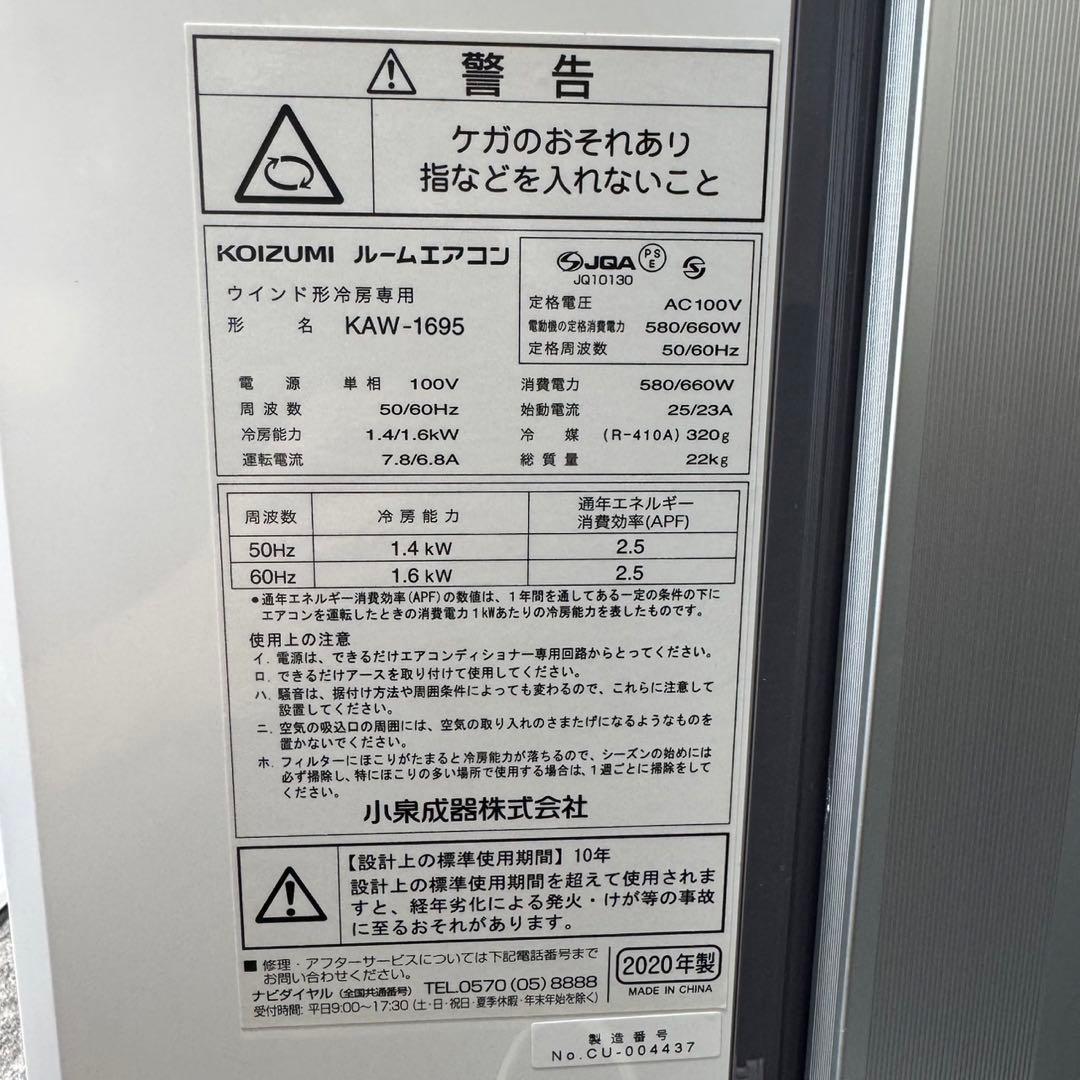 警告
ケガのおそれあり
指などを入れないこと
KOIZUMI ルームエアコン
ウインド形冷房専用
形名 KAW-1695
JQA PSE
JQ10130
定格電圧 AC100V
電動機の定格消費電力 580/660W
定格周波数 50/60Hz
電源 単相 100V
周波数 50/60Hz
冷房能力 1.4/1.6kW
運転電流 7.8/6.8A
消費電力 580/660W
始動電流 25/23A
冷媒 (R-410A) 320g
総質量 22kg
周波数 冷房能力 通年エネルギー
消費効率(APF)
50Hz 1.4 kW 2.5
60Hz 1.6 kW 2.5
●通年エネルギー消費効率(APF)の数値は、1年間を通してある一定の条件の下に
エアコンを運転したときの消費電力1kWあたりの冷房能力を表したものです。
使用上の注意
イ. 電源は、できるだけエアコンディショナー専用回路からとってください。
ロ. できるだけアースを取り付けて使用してください。
ハ. 騒音は、据付け方法や周囲条件によっても変わるので、これらに注意して
設置してください。
ニ. 空気の吸込口の周囲には、空気の取り入れのさまたげになるようなものを
置かないでください。
ホ. フィルターにほこりがたまると冷房能力が落ちるので、シーズンの始めには
必ず掃除し、特にほこりの多い場所で使用する場合は、1週ごとに掃除をして
ください。
小泉成器株式会社
【設計上の標準使用期間】10年
設計上の標準使用期間を超えて使用されま
すと、経年劣化による発火・けが等の事故
に至るおそれがあります。
■修理・アフターサービスについては下記電話番号まで
お問い合わせください。
ナビダイヤル(全国共通番号) TEL.0570(05)8888
受付時間: 平日9:00〜17:30(土・日・祝日・夏季休暇・年末年始を除く)
2020年製
MADE IN CHINA
製造番号
No.CU-004437